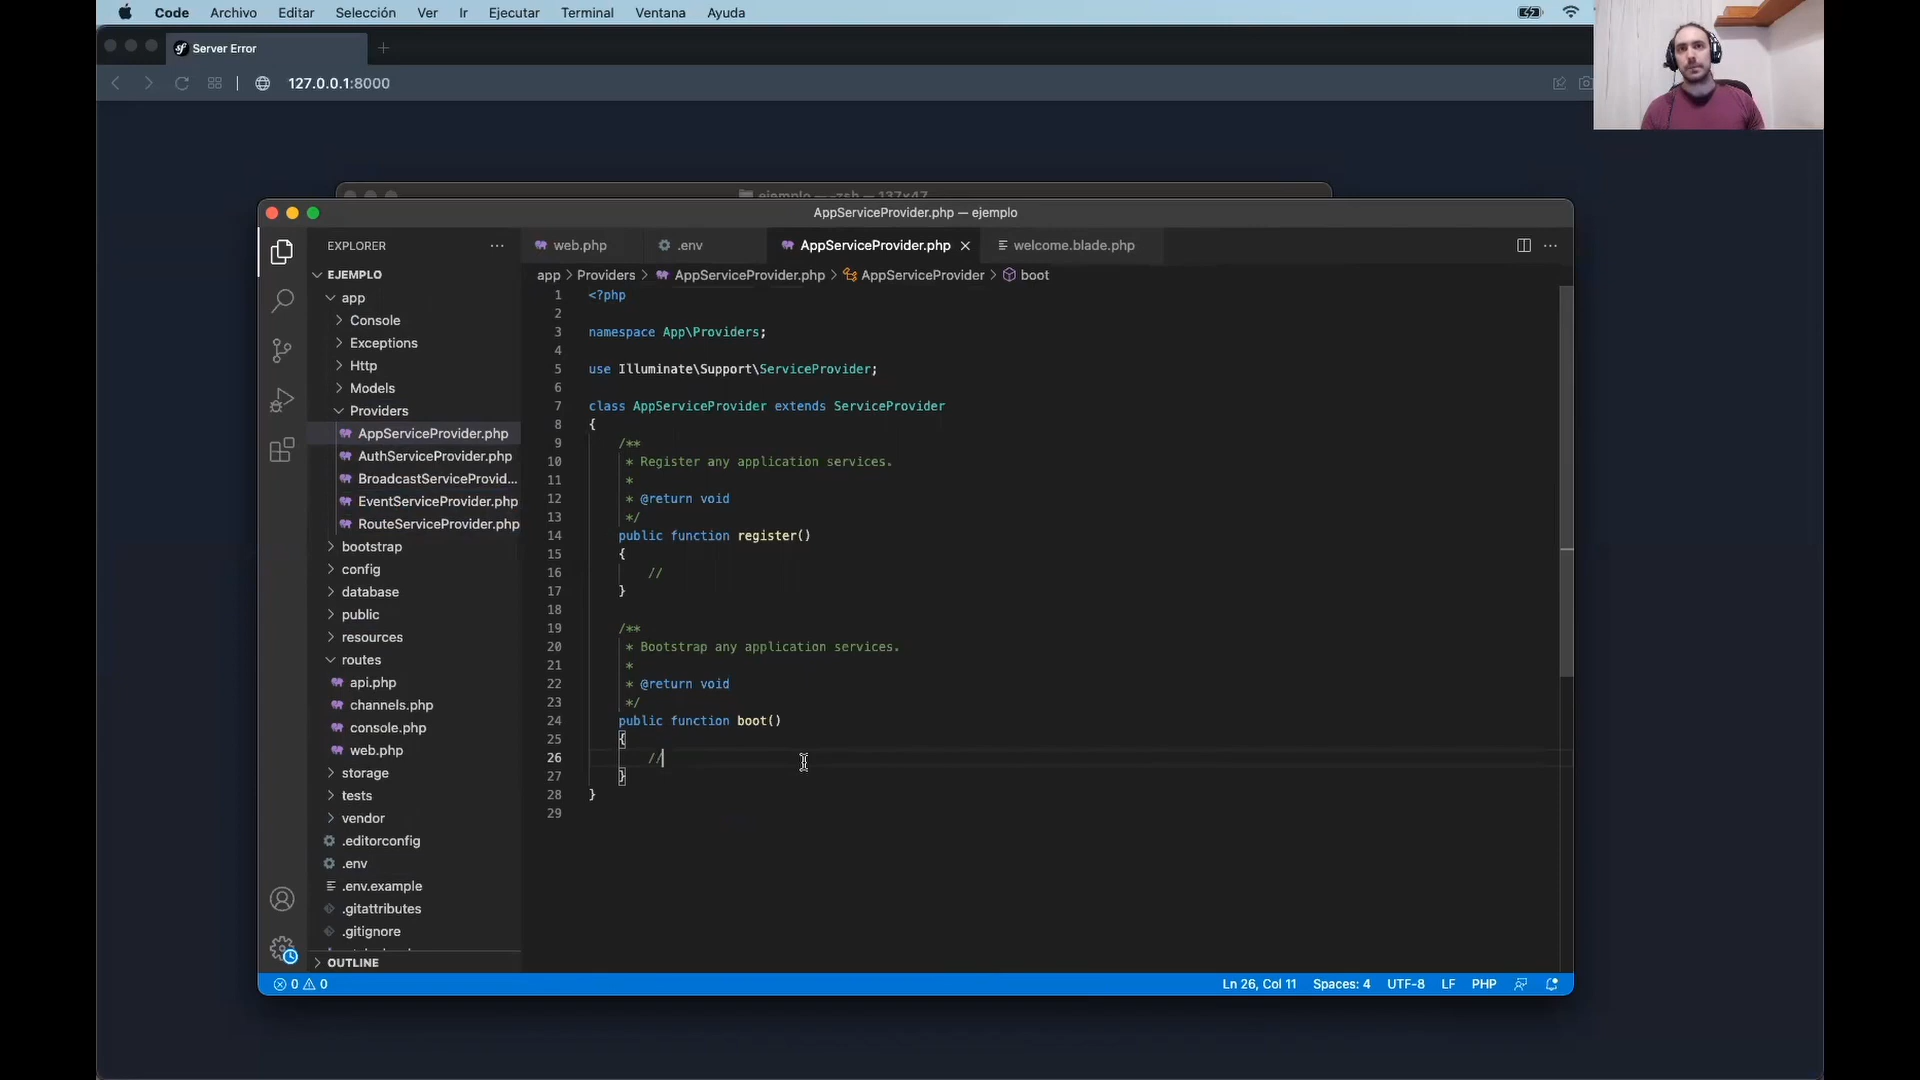 Code Archivo Editar Selección Ver Ir Ejecutar Terminal Ventana Ayuda
Server Error
127.0.0.1:8000
ejemplo — -zsh — 137×47
AppServiceProvider.php — ejemplo
EXPLORER
web.php .env AppServiceProvider.php welcome.blade.php
app > Providers > AppServiceProvider.php > AppServiceProvider > boot
EJEMPLO
app
Console
Exceptions
Http
Models
Providers
AppServiceProvider.php
AuthServiceProvider.php
BroadcastServiceProvid...
EventServiceProvider.php
RouteServiceProvider.php
bootstrap
config
database
public
resources
routes
api.php
channels.php
console.php
web.php
storage
tests
vendor
.editorconfig
.env
.env.example
.gitattributes
.gitignore
OUTLINE
1 <?php
2
3 namespace App\Providers;
4
5 use Illuminate\Support\ServiceProvider;
6
7 class AppServiceProvider extends ServiceProvider
8 {
9 /**
10 * Register any application services.
11 *
12 * @return void
13 */
14 public function register()
15 {
16 //
17 }
18
19 /**
20 * Bootstrap any application services.
21 *
22 * @return void
23 */
24 public function boot()
25 {
26 //
27 }
28 }
29
0 0
Ln 26, Col 11 Spaces: 4 UTF-8 LF PHP